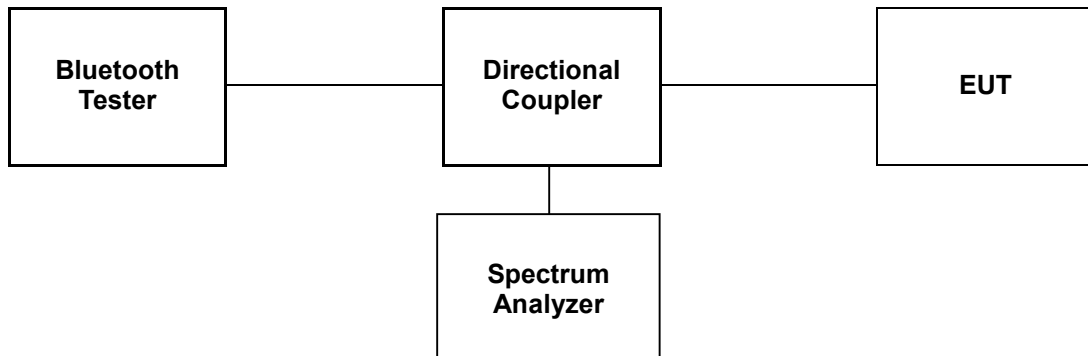 Bluetooth
Tester
Directional
Coupler
EUT
Spectrum
Analyzer